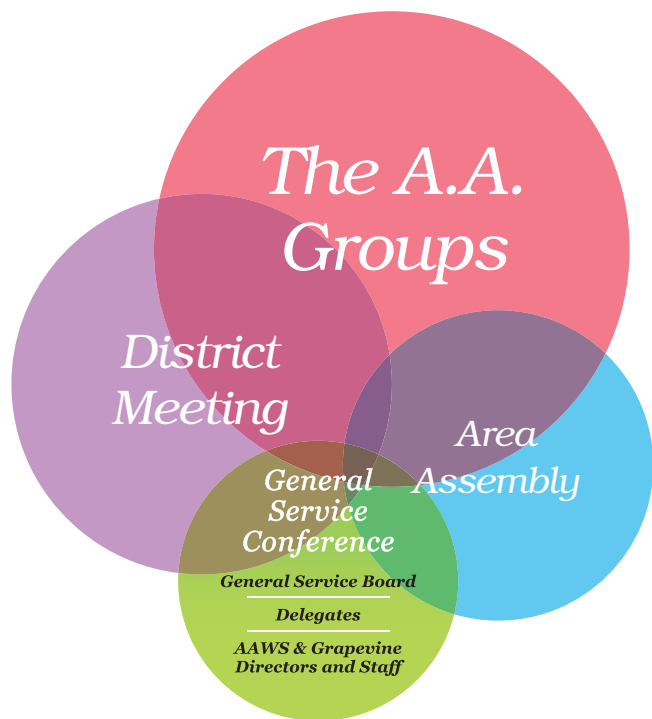 The A.A.
Groups
District
Meeting
Area
Assembly
General
Service
Conference
General Service Board
Delegates
AAWS & Grapevine
Directors and Staff